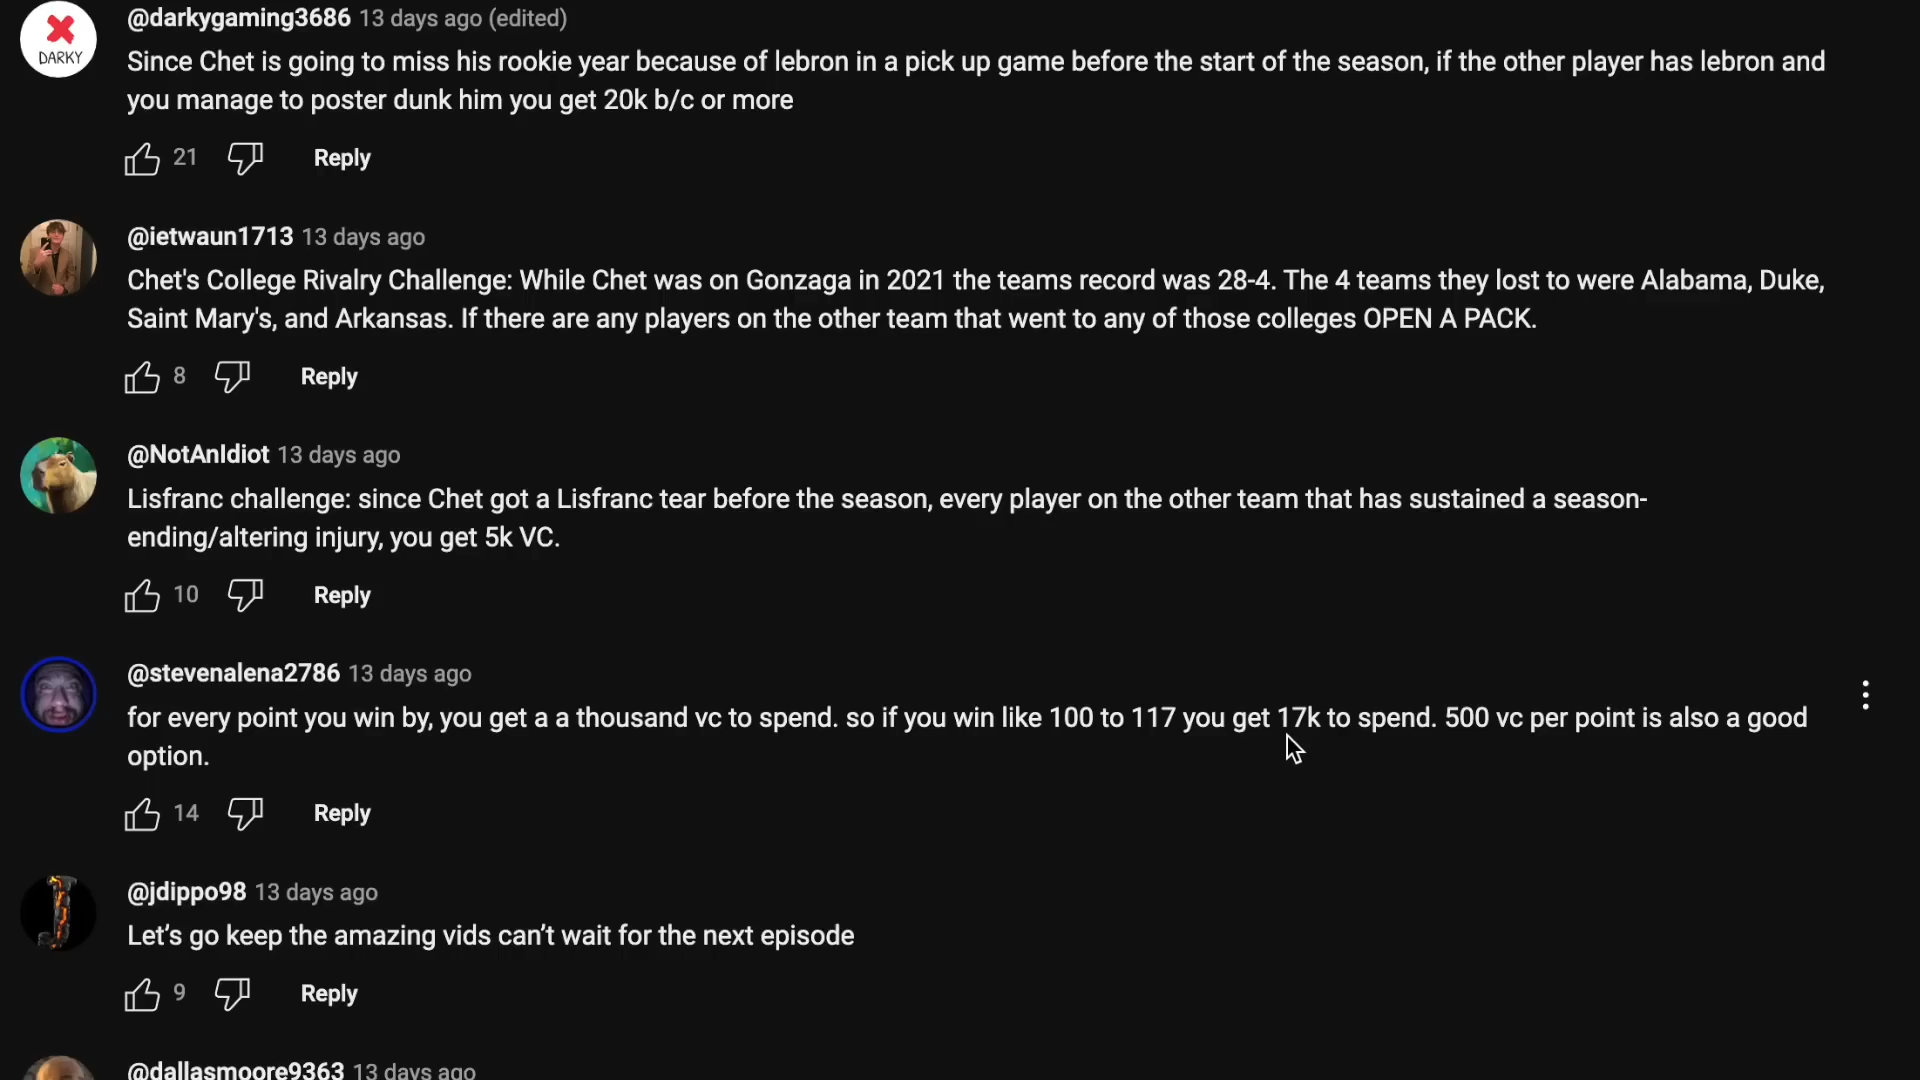 DARKY
@darkygaming3686 13 days ago (edited)
Since Chet is going to miss his rookie year because of lebron in a pick up game before the start of the season, if the other player has lebron and
you manage to poster dunk him you get 20k b/c or more
21 Reply
@ietwaun1713 13 days ago
Chet's College Rivalry Challenge: While Chet was on Gonzaga in 2021 the teams record was 28-4. The 4 teams they lost to were Alabama, Duke,
Saint Mary's, and Arkansas. If there are any players on the other team that went to any of those colleges OPEN A PACK.
8 Reply
@NotAnIdiot 13 days ago
Lisfranc challenge: since Chet got a Lisfranc tear before the season, every player on the other team that has sustained a season-
ending/altering injury, you get 5k VC.
10 Reply
@stevenalena2786 13 days ago
for every point you win by, you get a a thousand vc to spend. so if you win like 100 to 117 you get 17k to spend. 500 vc per point is also a good
option.
14 Reply
@jdippo98 13 days ago
Let’s go keep the amazing vids can’t wait for the next episode
9 Reply
@dallasmoore9363 13 days ago